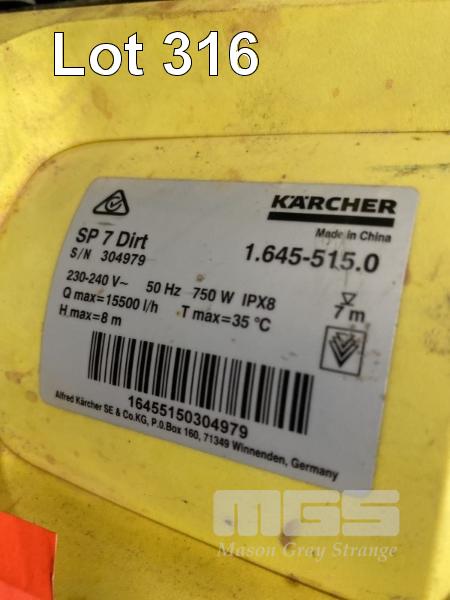 Lot 316
KÄRCHER
Made in China
SP 7 Dirt
1.645-515.0
S/N 304979
230-240 V~ 50 Hz 750 W IPX8
Q max=15500 l/h T max=35 °C
H max=8 m
7 m
16455150304979
Alfred Kärcher SE & Co.KG, P.O.Box 160, 71349 Winnenden, Germany
MGS
Mason Gray Strange